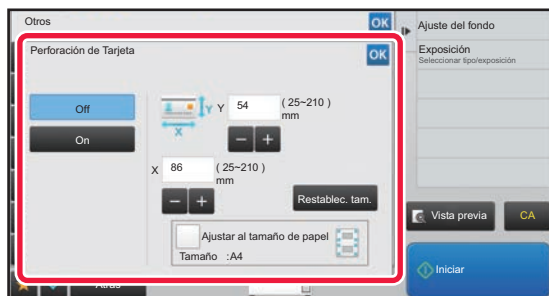 Otros
OK
Perforación de Tarjeta
OK
Off
On
Y
X
Y 54 (25~210)
mm
X 86 (25~210)
mm
Restablec. tam.
Ajustar al tamaño de papel
Tamaño :A4
Atrás
Ajuste del fondo
Exposición
Seleccionar tipo/exposición
Vista previa
CA
Iniciar